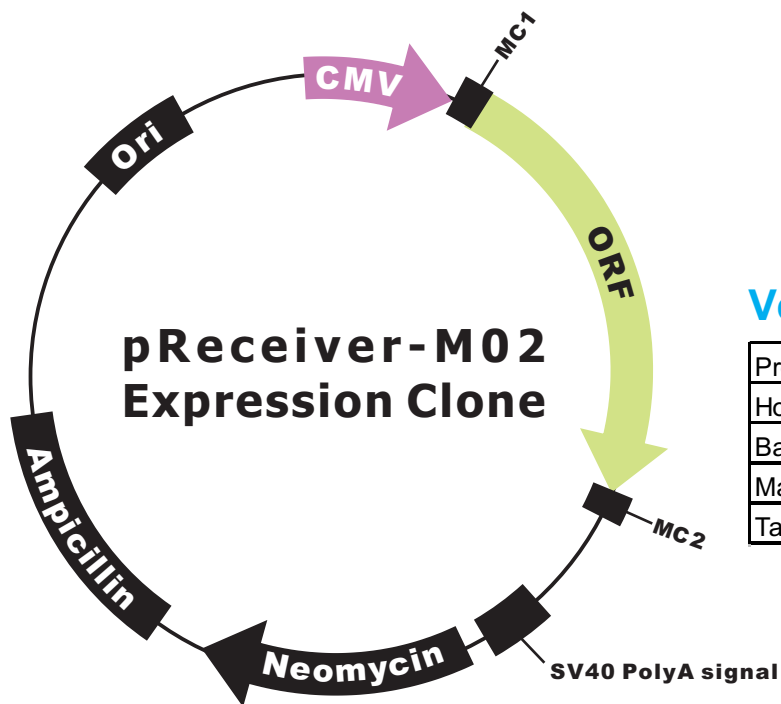 CMV
MC1
Ori
ORF
pReceiver-M02
Expression Clone
Ampicillin
MC2
Neomycin
SV40 PolyA signal